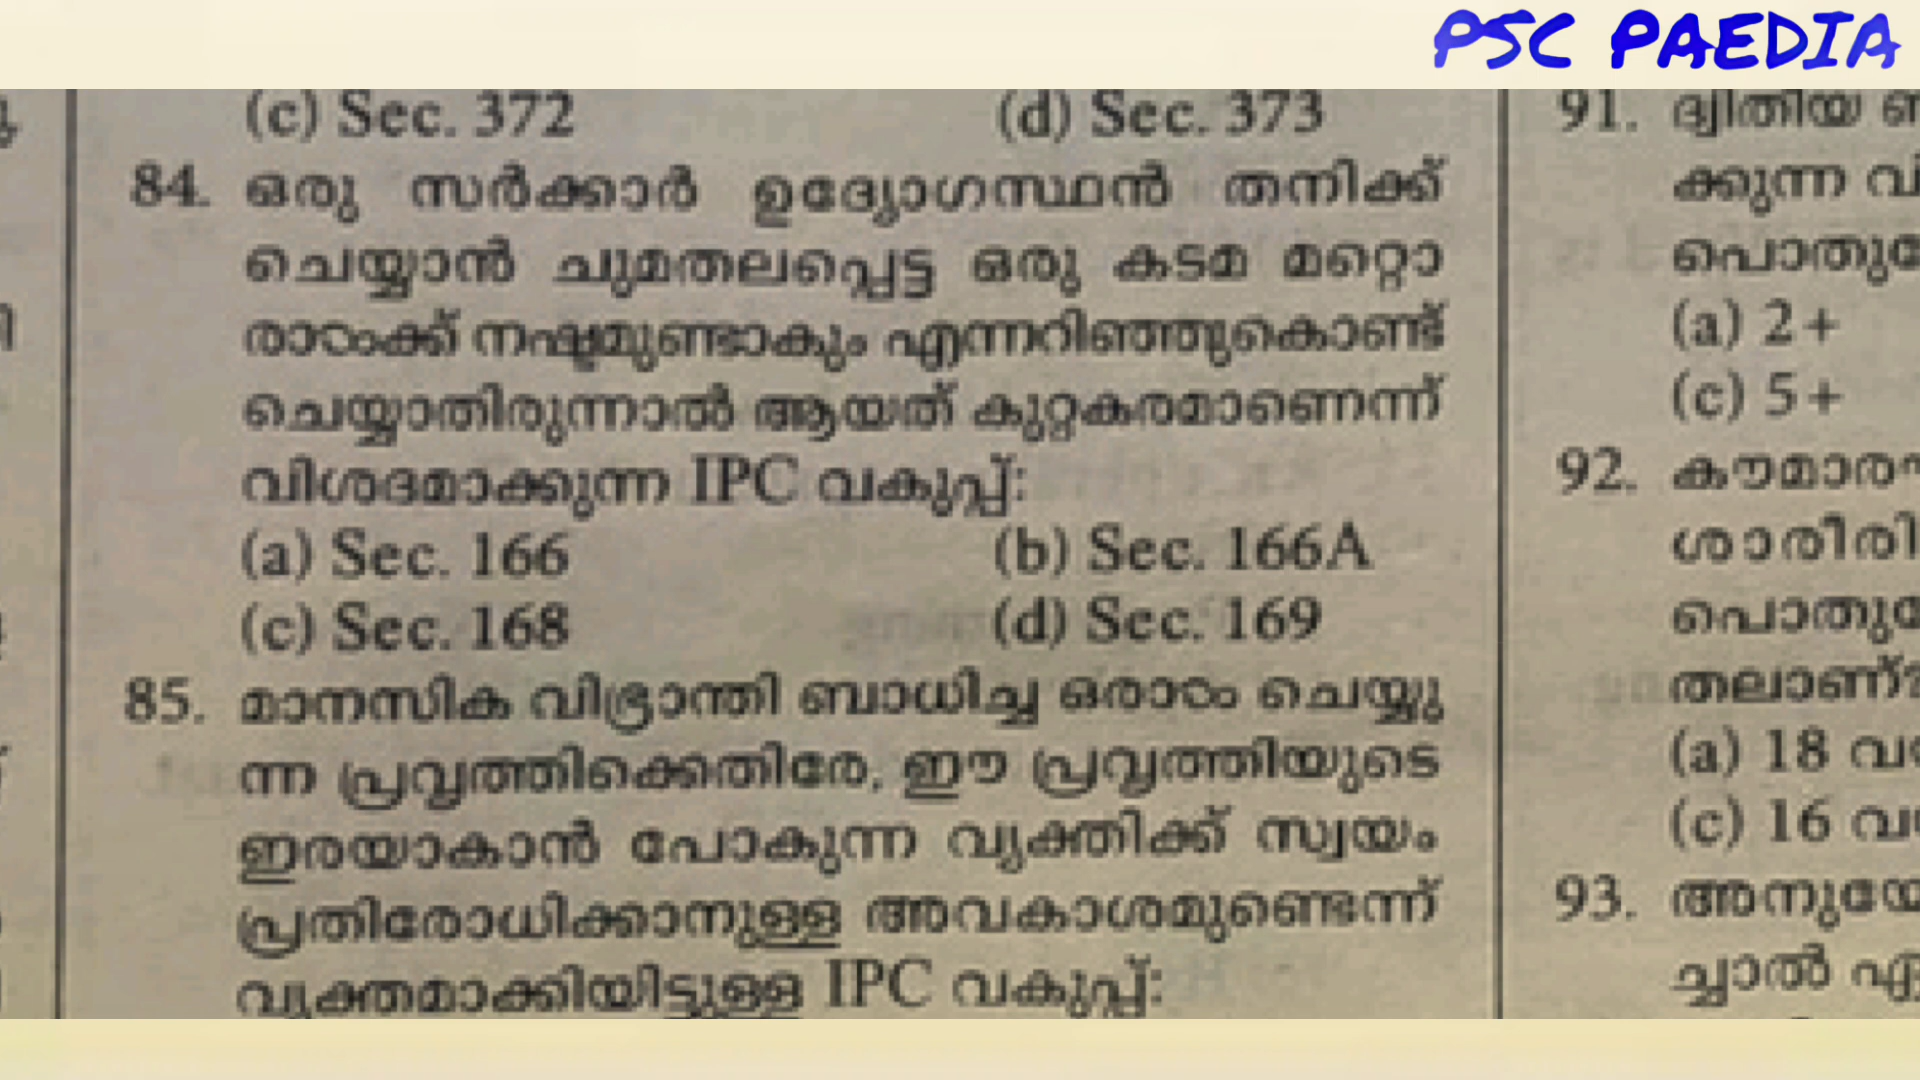 PSC PAEDIA
(c) Sec. 372 (d) Sec. 373
84. ഒരു സർക്കാർ ഉദ്യോഗസ്ഥൻ തനിക്ക്
ചെയ്യാൻ ചുമതലപ്പെട്ട ഒരു കടമ മറ്റൊ
രാൾക്ക് നഷ്ടമുണ്ടാകും എന്നറിഞ്ഞുകൊണ്ട്
ചെയ്യാതിരുന്നാൽ ആയത് കുറ്റകരമാണെന്ന്
വിശദമാക്കുന്ന IPC വകുപ്പ്:
(a) Sec. 166 (b) Sec. 166A
(c) Sec. 168 (d) Sec. 169
85. മാനസിക വിഭ്രാന്തി ബാധിച്ച ഒരാൾ ചെയ്യു
ന്ന പ്രവൃത്തിക്കെതിരേ, ഈ പ്രവൃത്തിയുടെ
ഇരയാകാൻ പോകുന്ന വ്യക്തിക്ക് സ്വയം
പ്രതിരോധിക്കാനുള്ള അവകാശമുണ്ടെന്ന്
വ്യക്തമാക്കിയിട്ടുള്ള IPC വകുപ്പ്:
91. ദ്വിതീയ
ക്കുന്ന
(a) 2+
(c) 5+
92.
(a) 18
(c) 16
93.
ച്ചാൽ